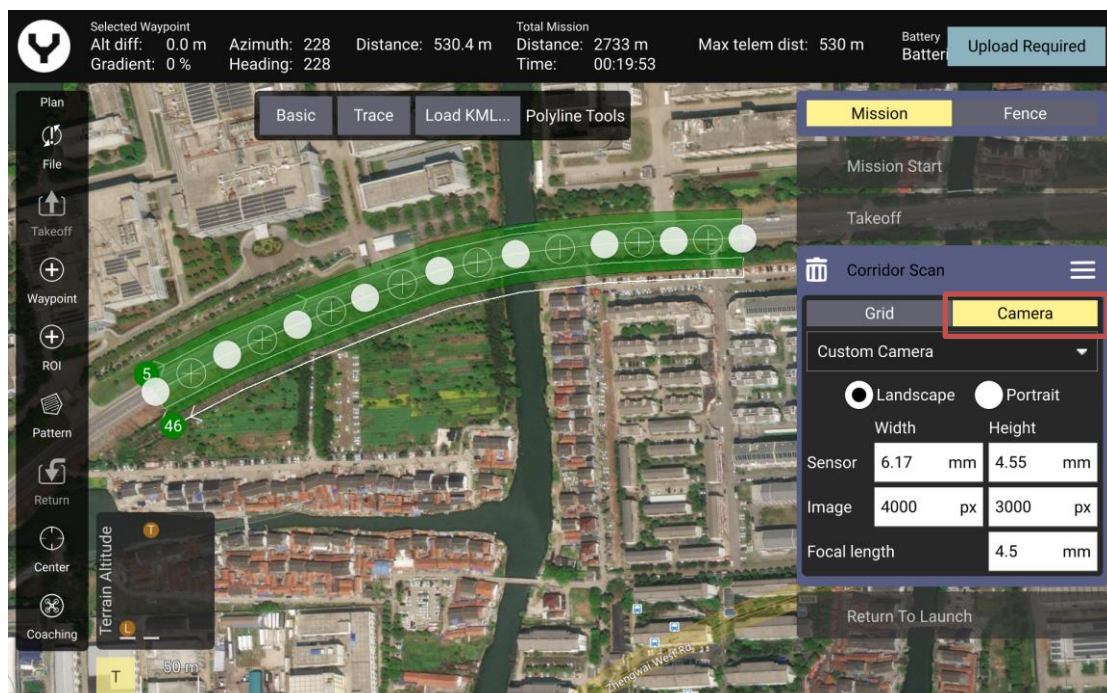 Selected Waypoint
Alt diff: 0.0 m Azimuth: 228 Distance: 530.4 m
Gradient: 0 % Heading: 228
Total Mission
Distance: 2733 m Max telem dist: 530 m
Time: 00:19:53
Battery
Batteri
Upload Required
Plan
File
Takeoff
Waypoint
ROI
Pattern
Return
Center
Coaching
Basic Trace Load KML... Polyline Tools
5
46
Terrain Altitude
T
L
T
50 m
Zhengwai West Rd
Mission Fence
Mission Start
Takeoff
Corridor Scan
Grid Camera
Custom Camera
Landscape Portrait
Width Height
Sensor 6.17 mm 4.55 mm
Image 4000 px 3000 px
Focal length 4.5 mm
Return To Launch